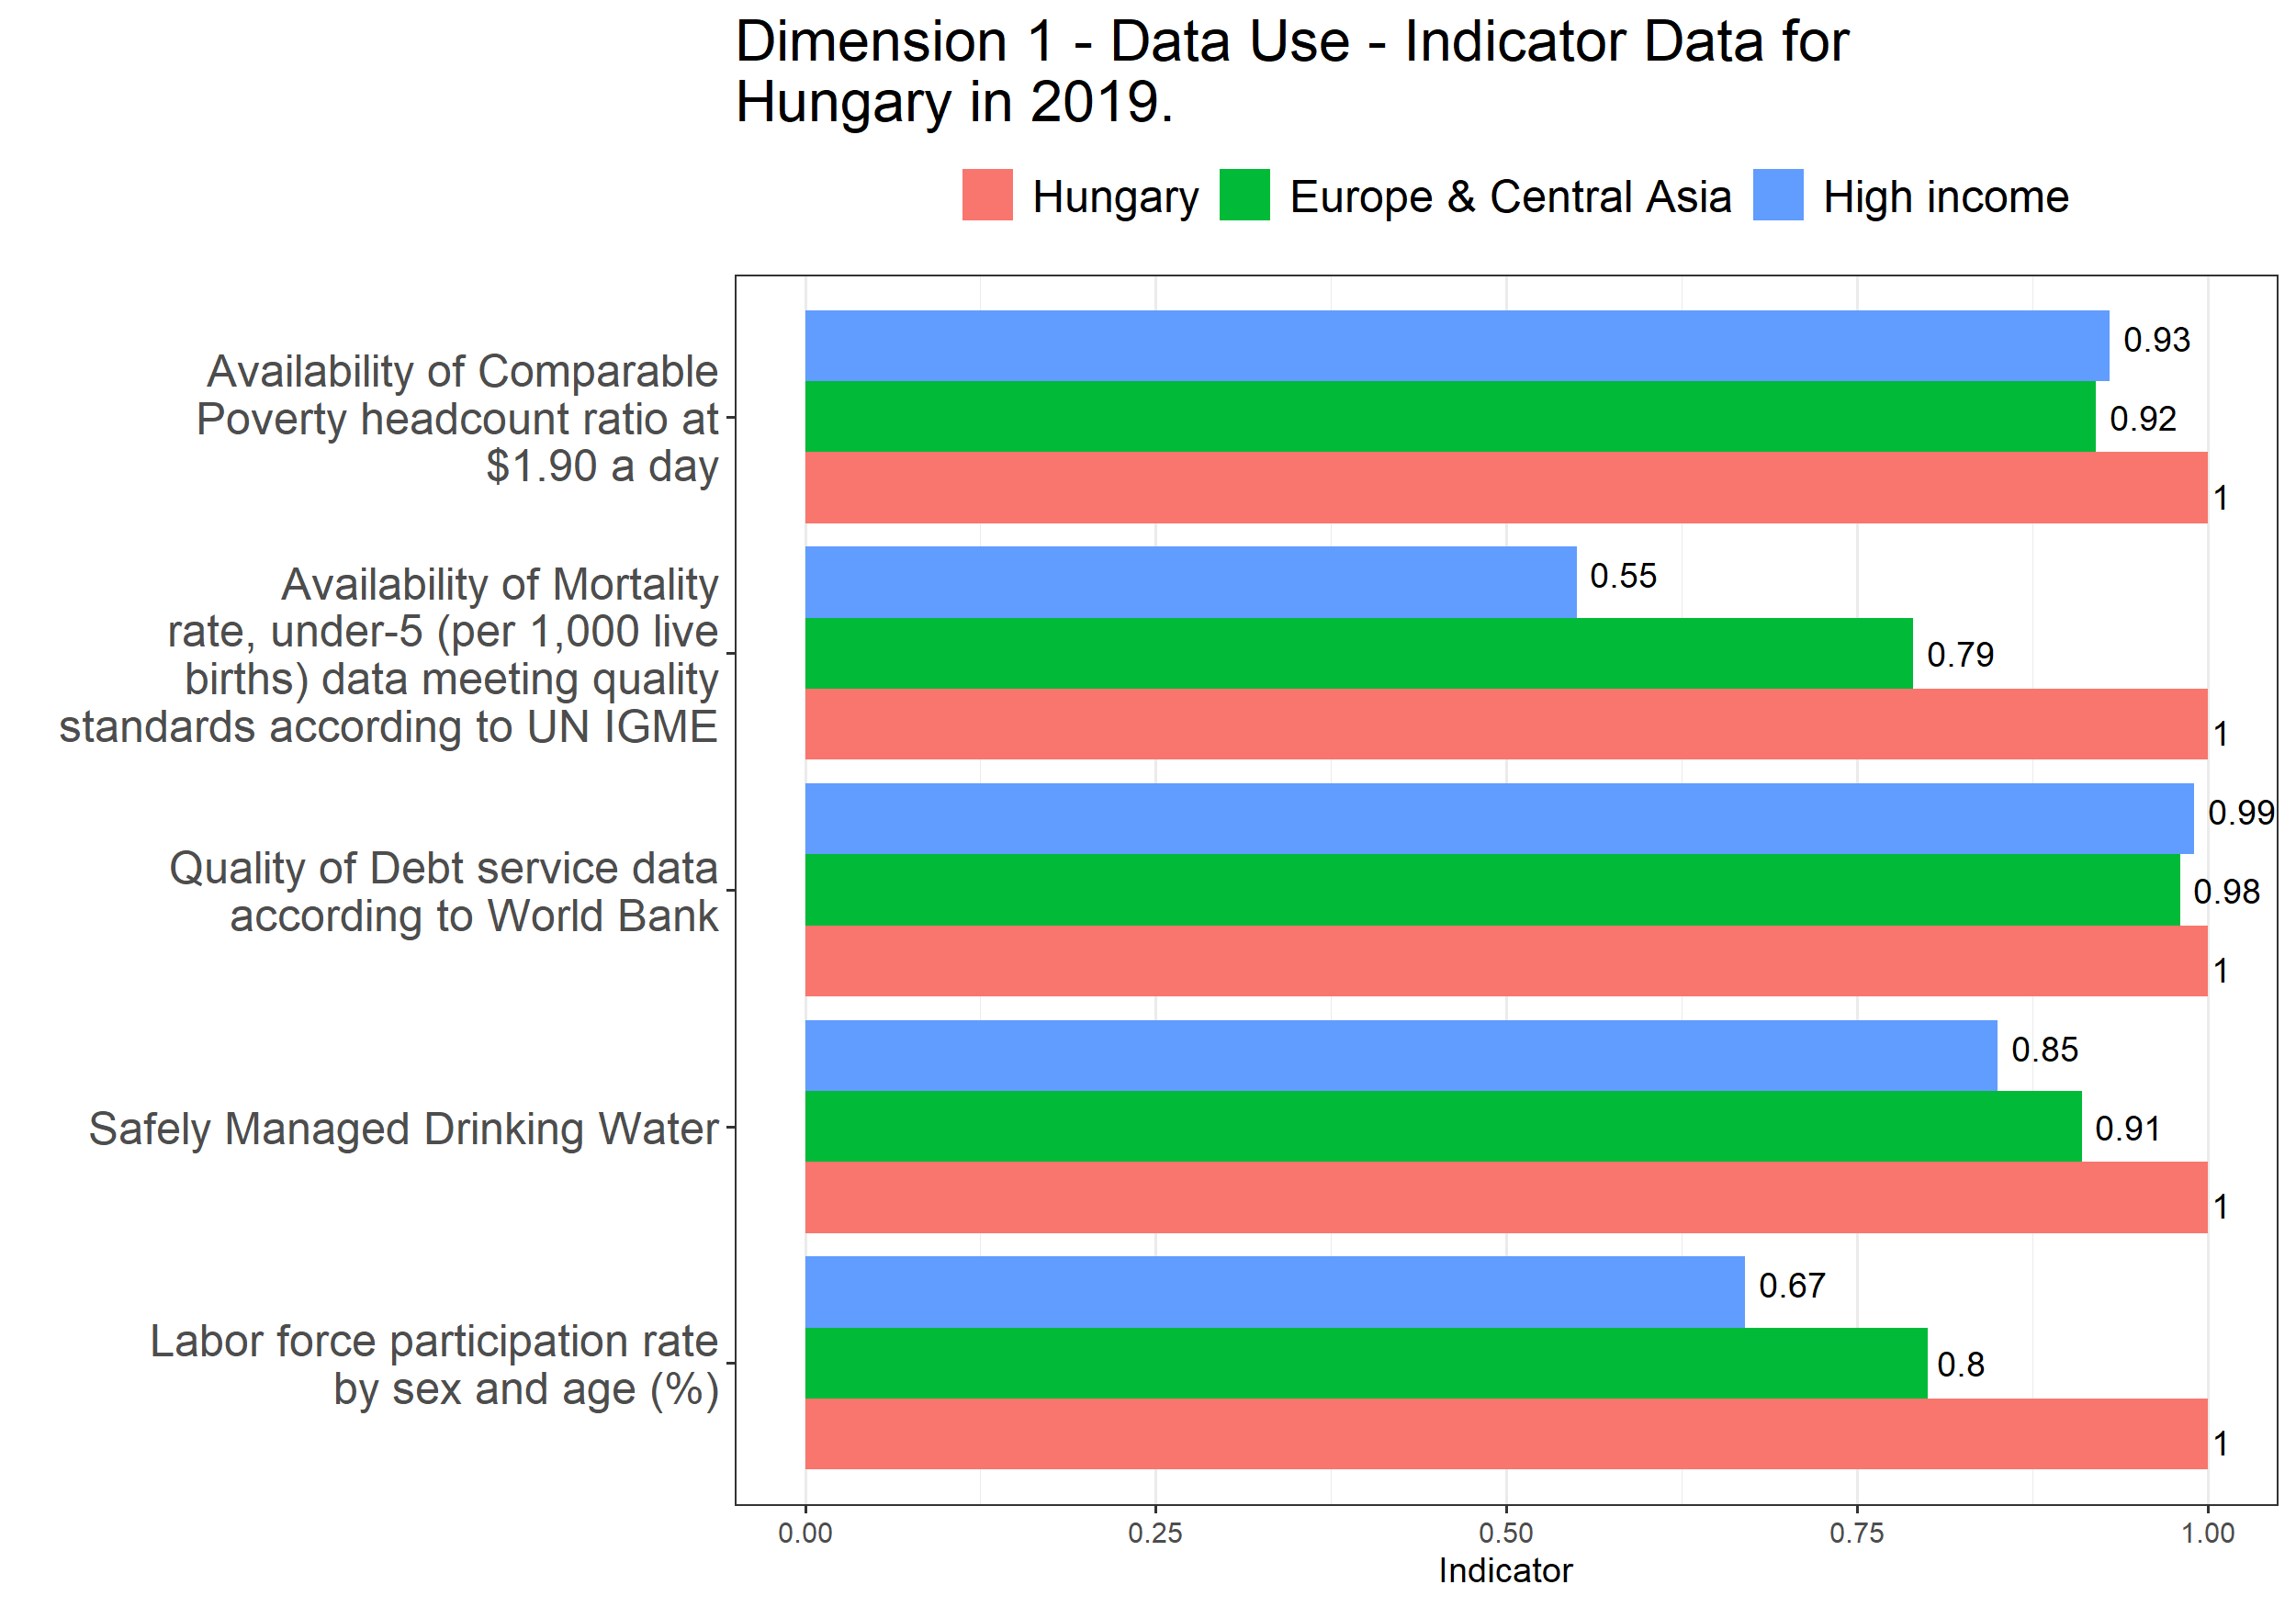 Dimension 1 - Data Use - Indicator Data for
Hungary in 2019.
Hungary
Europe & Central Asia
High income
Availability of Comparable
Poverty headcount ratio at
$1.90 a day
0.93
0.92
1
Availability of Mortality
rate, under-5 (per 1,000 live
births) data meeting quality
standards according to UN IGME
0.55
0.79
1
Quality of Debt service data
according to World Bank
0.99
0.98
1
Safely Managed Drinking Water
0.85
0.91
1
Labor force participation rate
by sex and age (%)
0.67
0.8
1
0.00
0.25
0.50
0.75
1.00
Indicator